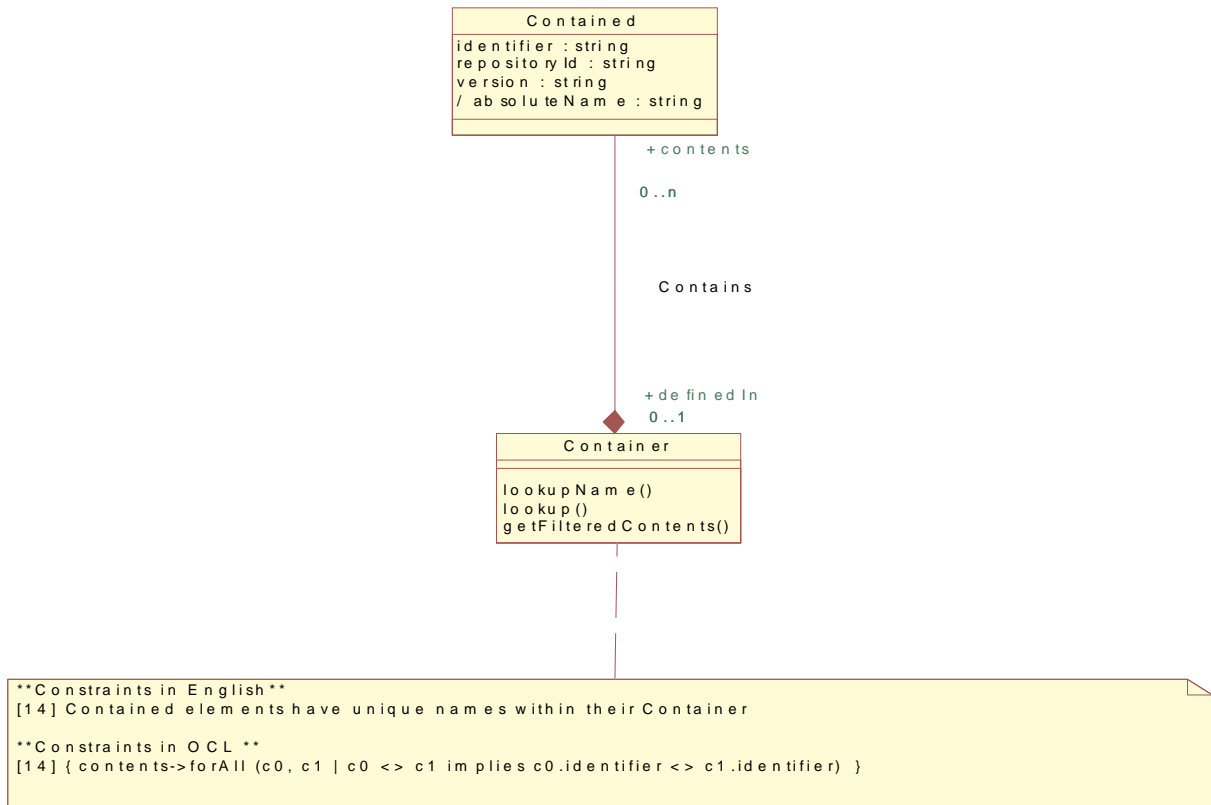 Contained
identifier : string
repositoryId : string
version : string
/ absoluteName : string
+contents
0..n
Contains
+definedIn
0..1
Container
lookupName()
lookup()
getFilteredContents()
**Constraints in English**
[14] Contained elements have unique names within their Container
**Constraints in OCL **
[14] { contents->forAll (c0, c1 | c0 <> c1 implies c0.identifier <> c1.identifier) }